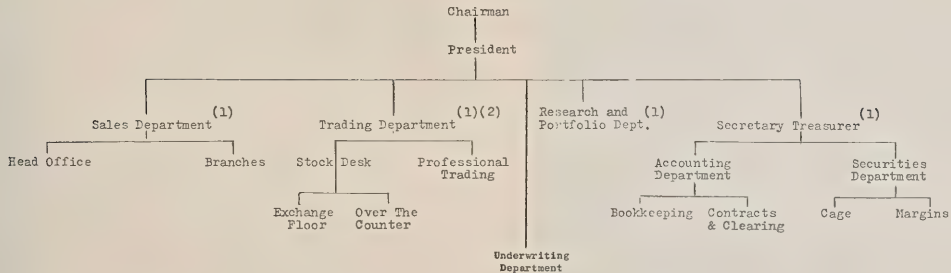 Chairman
President
Sales Department (1)
Trading Department (1)(2)
Research and (1)
Portfolio Dept.
Secretary Treasurer (1)
Head Office
Branches
Stock Desk
Professional
Trading
Accounting
Department
Securities
Department
Exchange
Floor
Over The
Counter
Bookkeeping
Contracts
& Clearing
Cage
Margins
Underwriting
Department